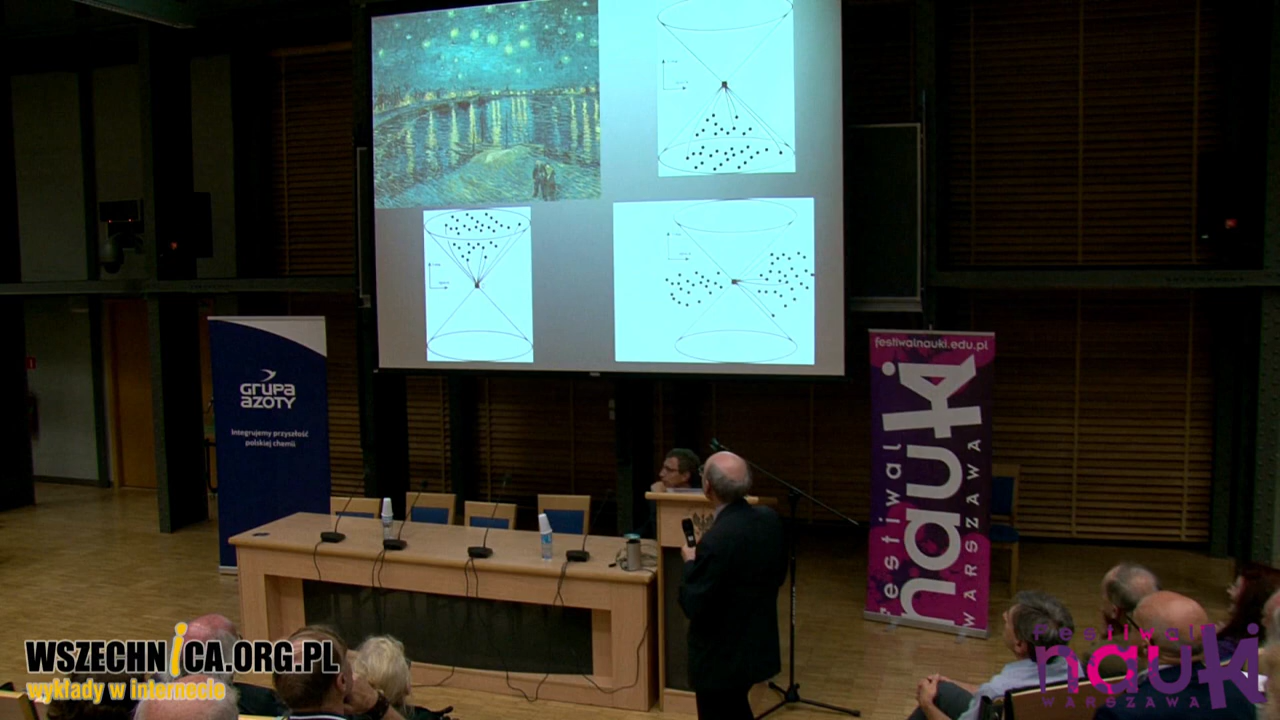 GRUPA
AZOTY
Integrujemy przyszłość
polskiej chemii
festiwalnauki.edu.pl
festiwal
nauki
WARSZAWA
WSZECHNICA.ORG.PL
wykłady w internecie
festiwal
nauki
WARSZAWA